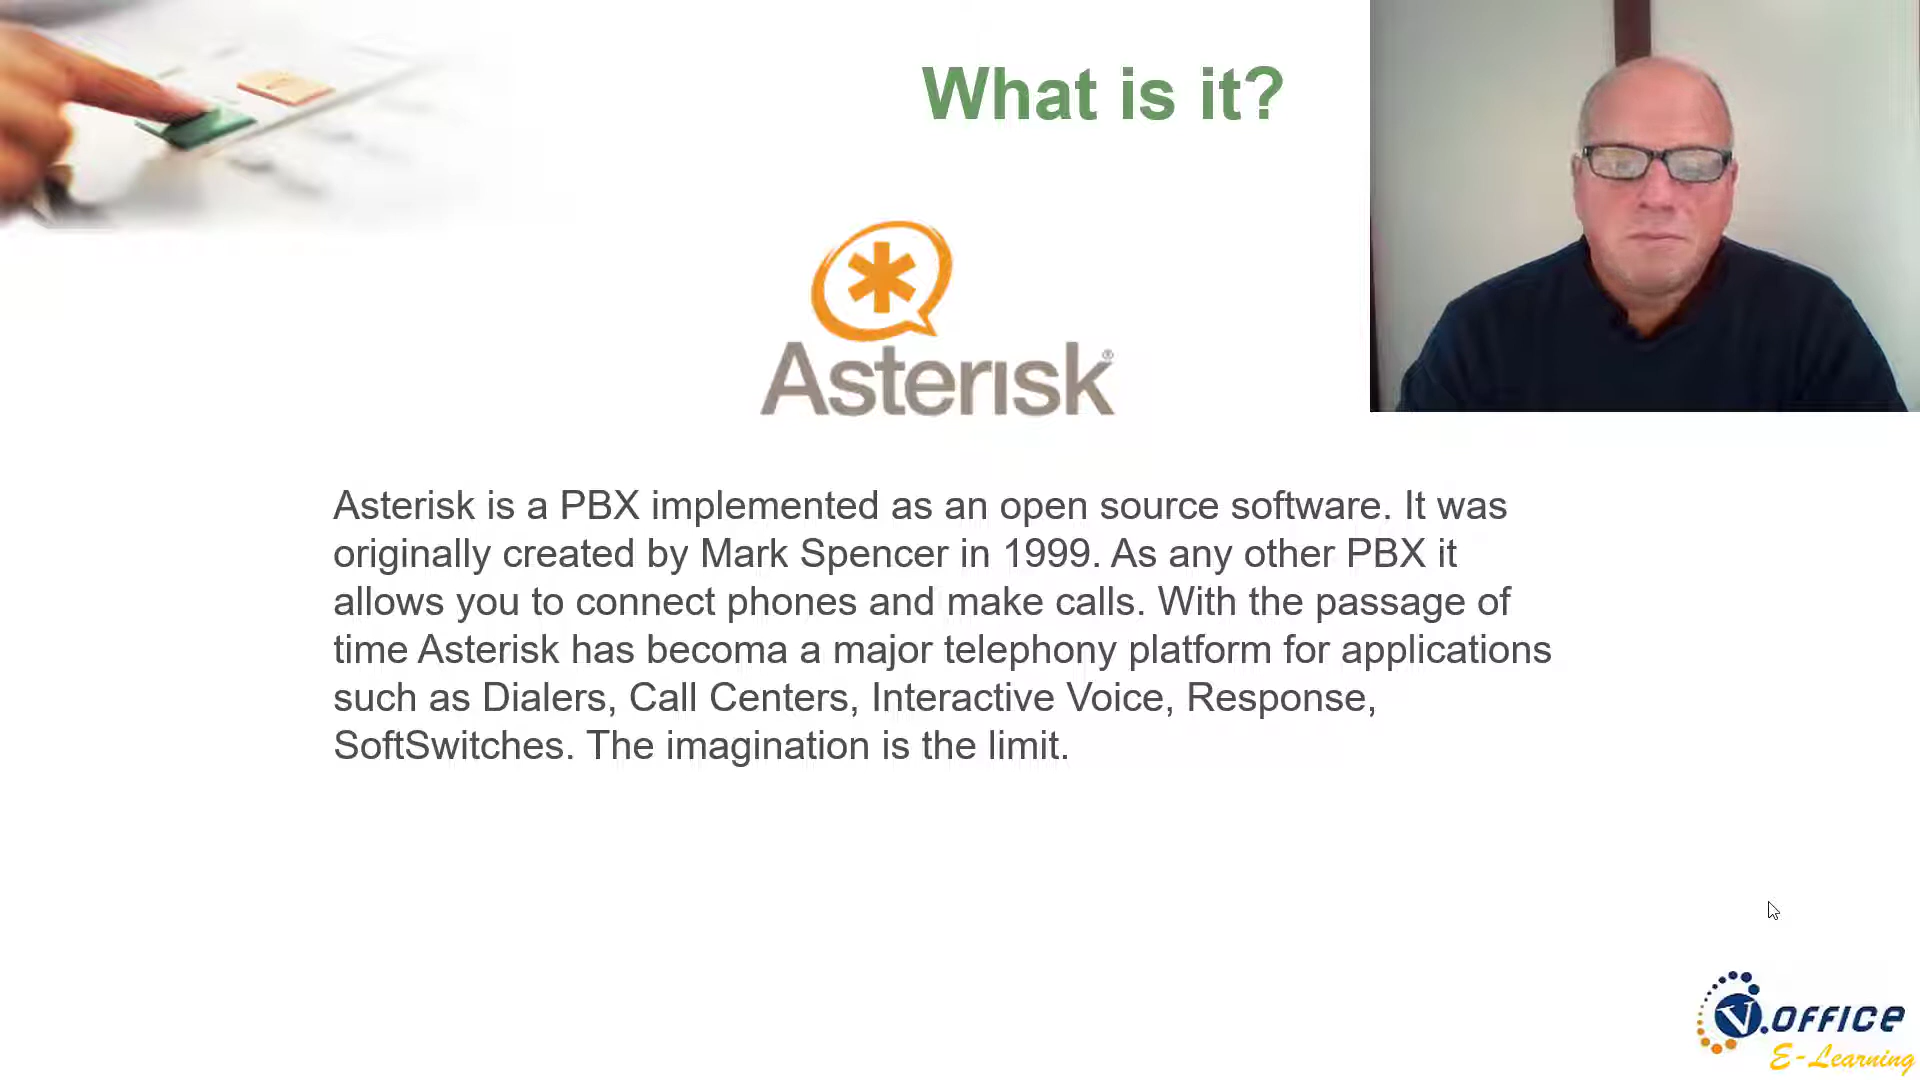 What is it?
Asterisk®
Asterisk is a PBX implemented as an open source software. It was
originally created by Mark Spencer in 1999. As any other PBX it
allows you to connect phones and make calls. With the passage of
time Asterisk has becoma a major telephony platform for applications
such as Dialers, Call Centers, Interactive Voice, Response,
SoftSwitches. The imagination is the limit.
V.OFFICE
E-Learning